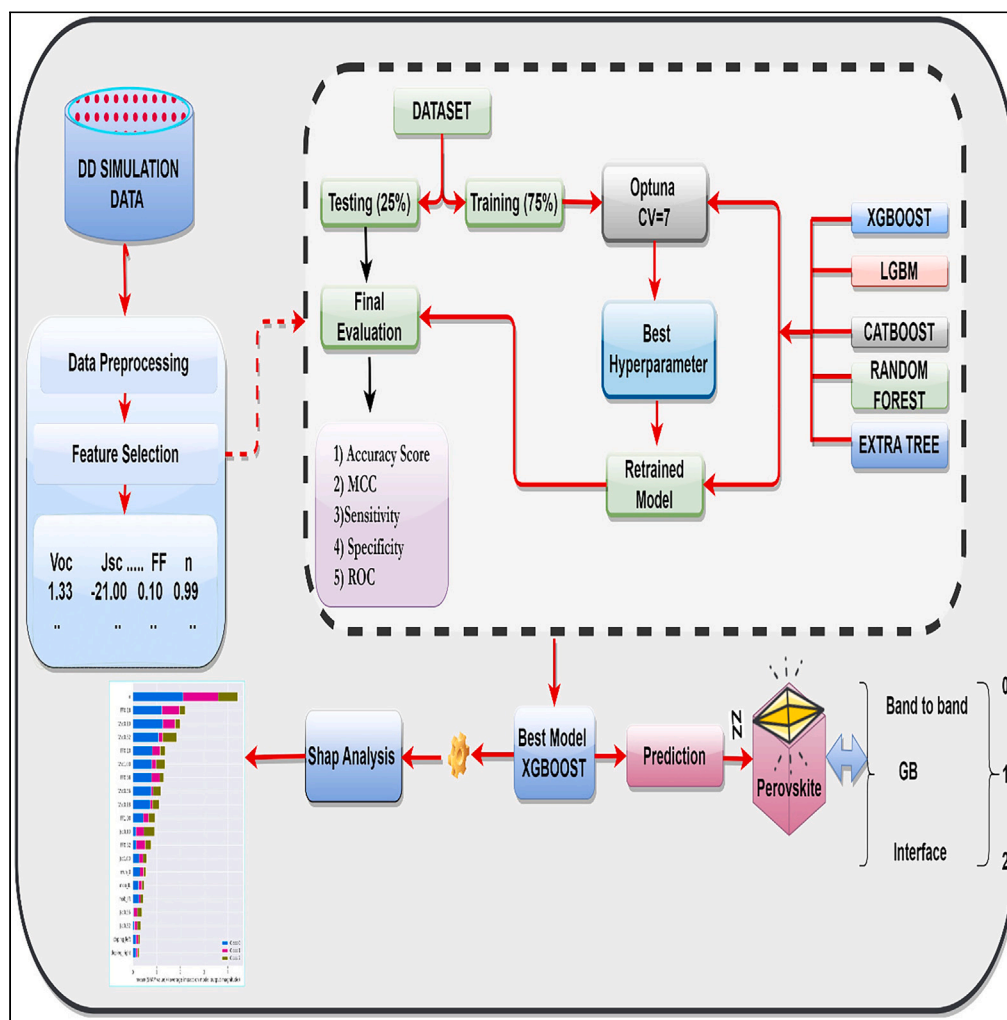 DD SIMULATION
DATA
Data Preprocessing
Feature Selection
Voc Jsc ..... FF n
1.33 -21.00 0.10 0.99
.. .. .. ..
DATASET
Testing (25%)
Training (75%)
Optuna
CV=7
Final
Evaluation
Best
Hyperparameter
Retrained
Model
1) Accuracy Score
2) MCC
3)Sensitivity
4) Specificity
5) ROC
XGBOOST
LGBM
CATBOOST
RANDOM
FOREST
EXTRA TREE
Shap Analysis
Best Model
XGBOOST
Prediction
Perovskite
Band to band
GB
Interface
0
1
2